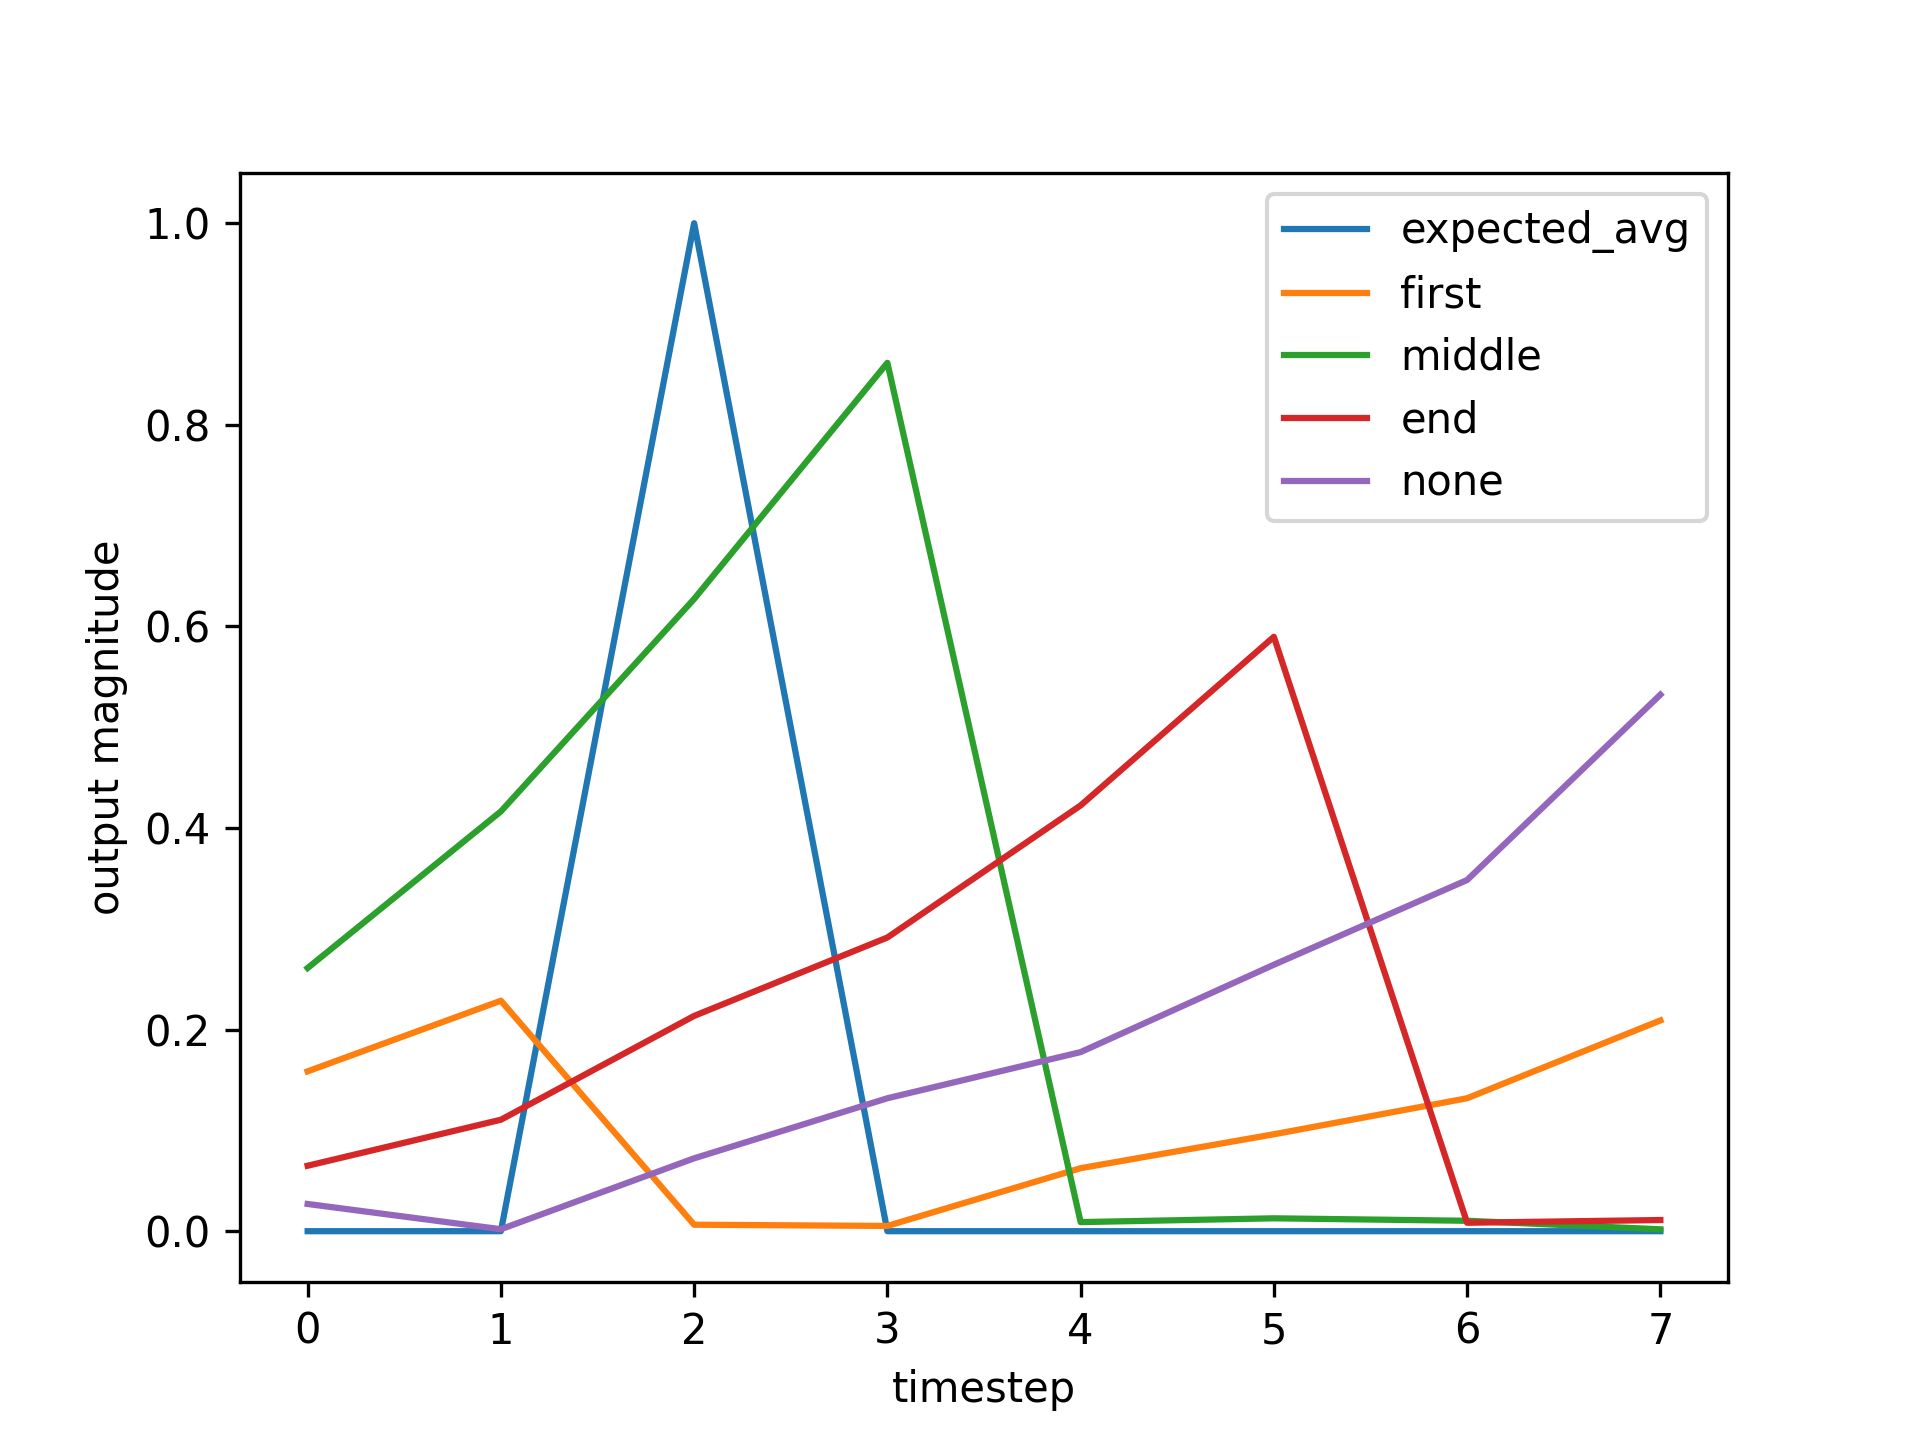 expected_avg
first
middle
end
none
1.0
0.8
0.6
0.4
0.2
0.0
output magnitude
0 1 2 3 4 5 6 7
timestep